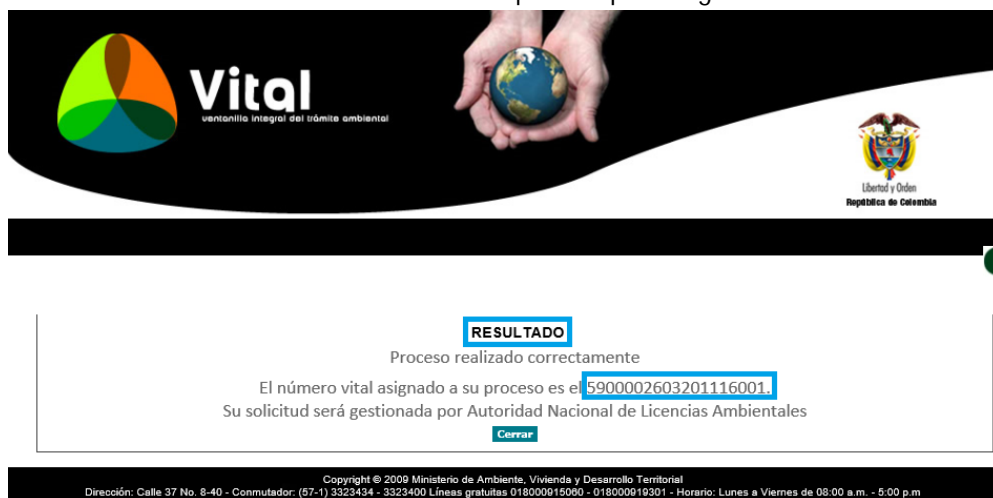 Vital
ventanilla integral del trámite ambiental
Libertad y Orden
República de Colombia
RESULTADO
Proceso realizado correctamente
El número vital asignado a su proceso es el 5900002603201116001.
Su solicitud será gestionada por Autoridad Nacional de Licencias Ambientales
Cerrar
Copyright © 2009 Ministerio de Ambiente, Vivienda y Desarrollo Territorial
Dirección: Calle 37 No. 8-40 - Conmutador: (57-1) 3323434 - 3323400 Líneas gratuitas 018000915060 - 018000919301 - Horario: Lunes a Viernes de 08:00 a.m. - 5:00 p.m